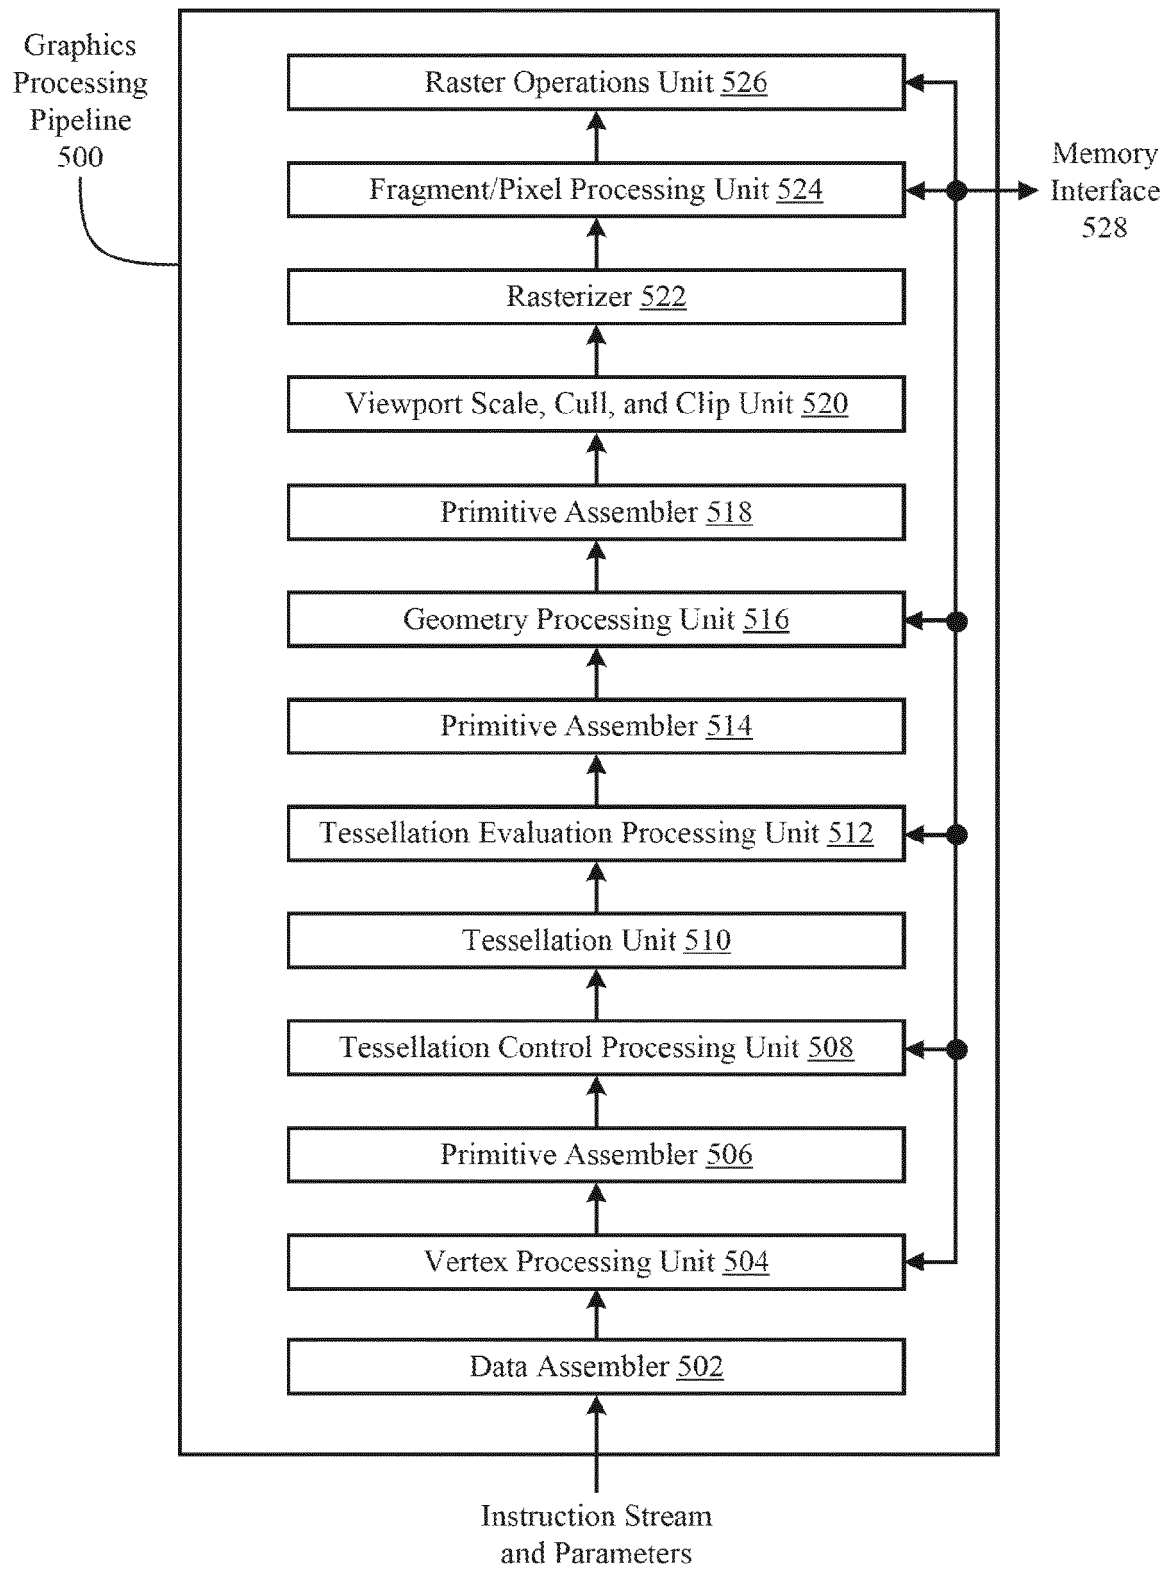 Graphics
Processing
Pipeline
500
Raster Operations Unit 526
Fragment/Pixel Processing Unit 524
Memory
Interface
528
Rasterizer 522
Viewport Scale, Cull, and Clip Unit 520
Primitive Assembler 518
Geometry Processing Unit 516
Primitive Assembler 514
Tessellation Evaluation Processing Unit 512
Tessellation Unit 510
Tessellation Control Processing Unit 508
Primitive Assembler 506
Vertex Processing Unit 504
Data Assembler 502
Instruction Stream
and Parameters